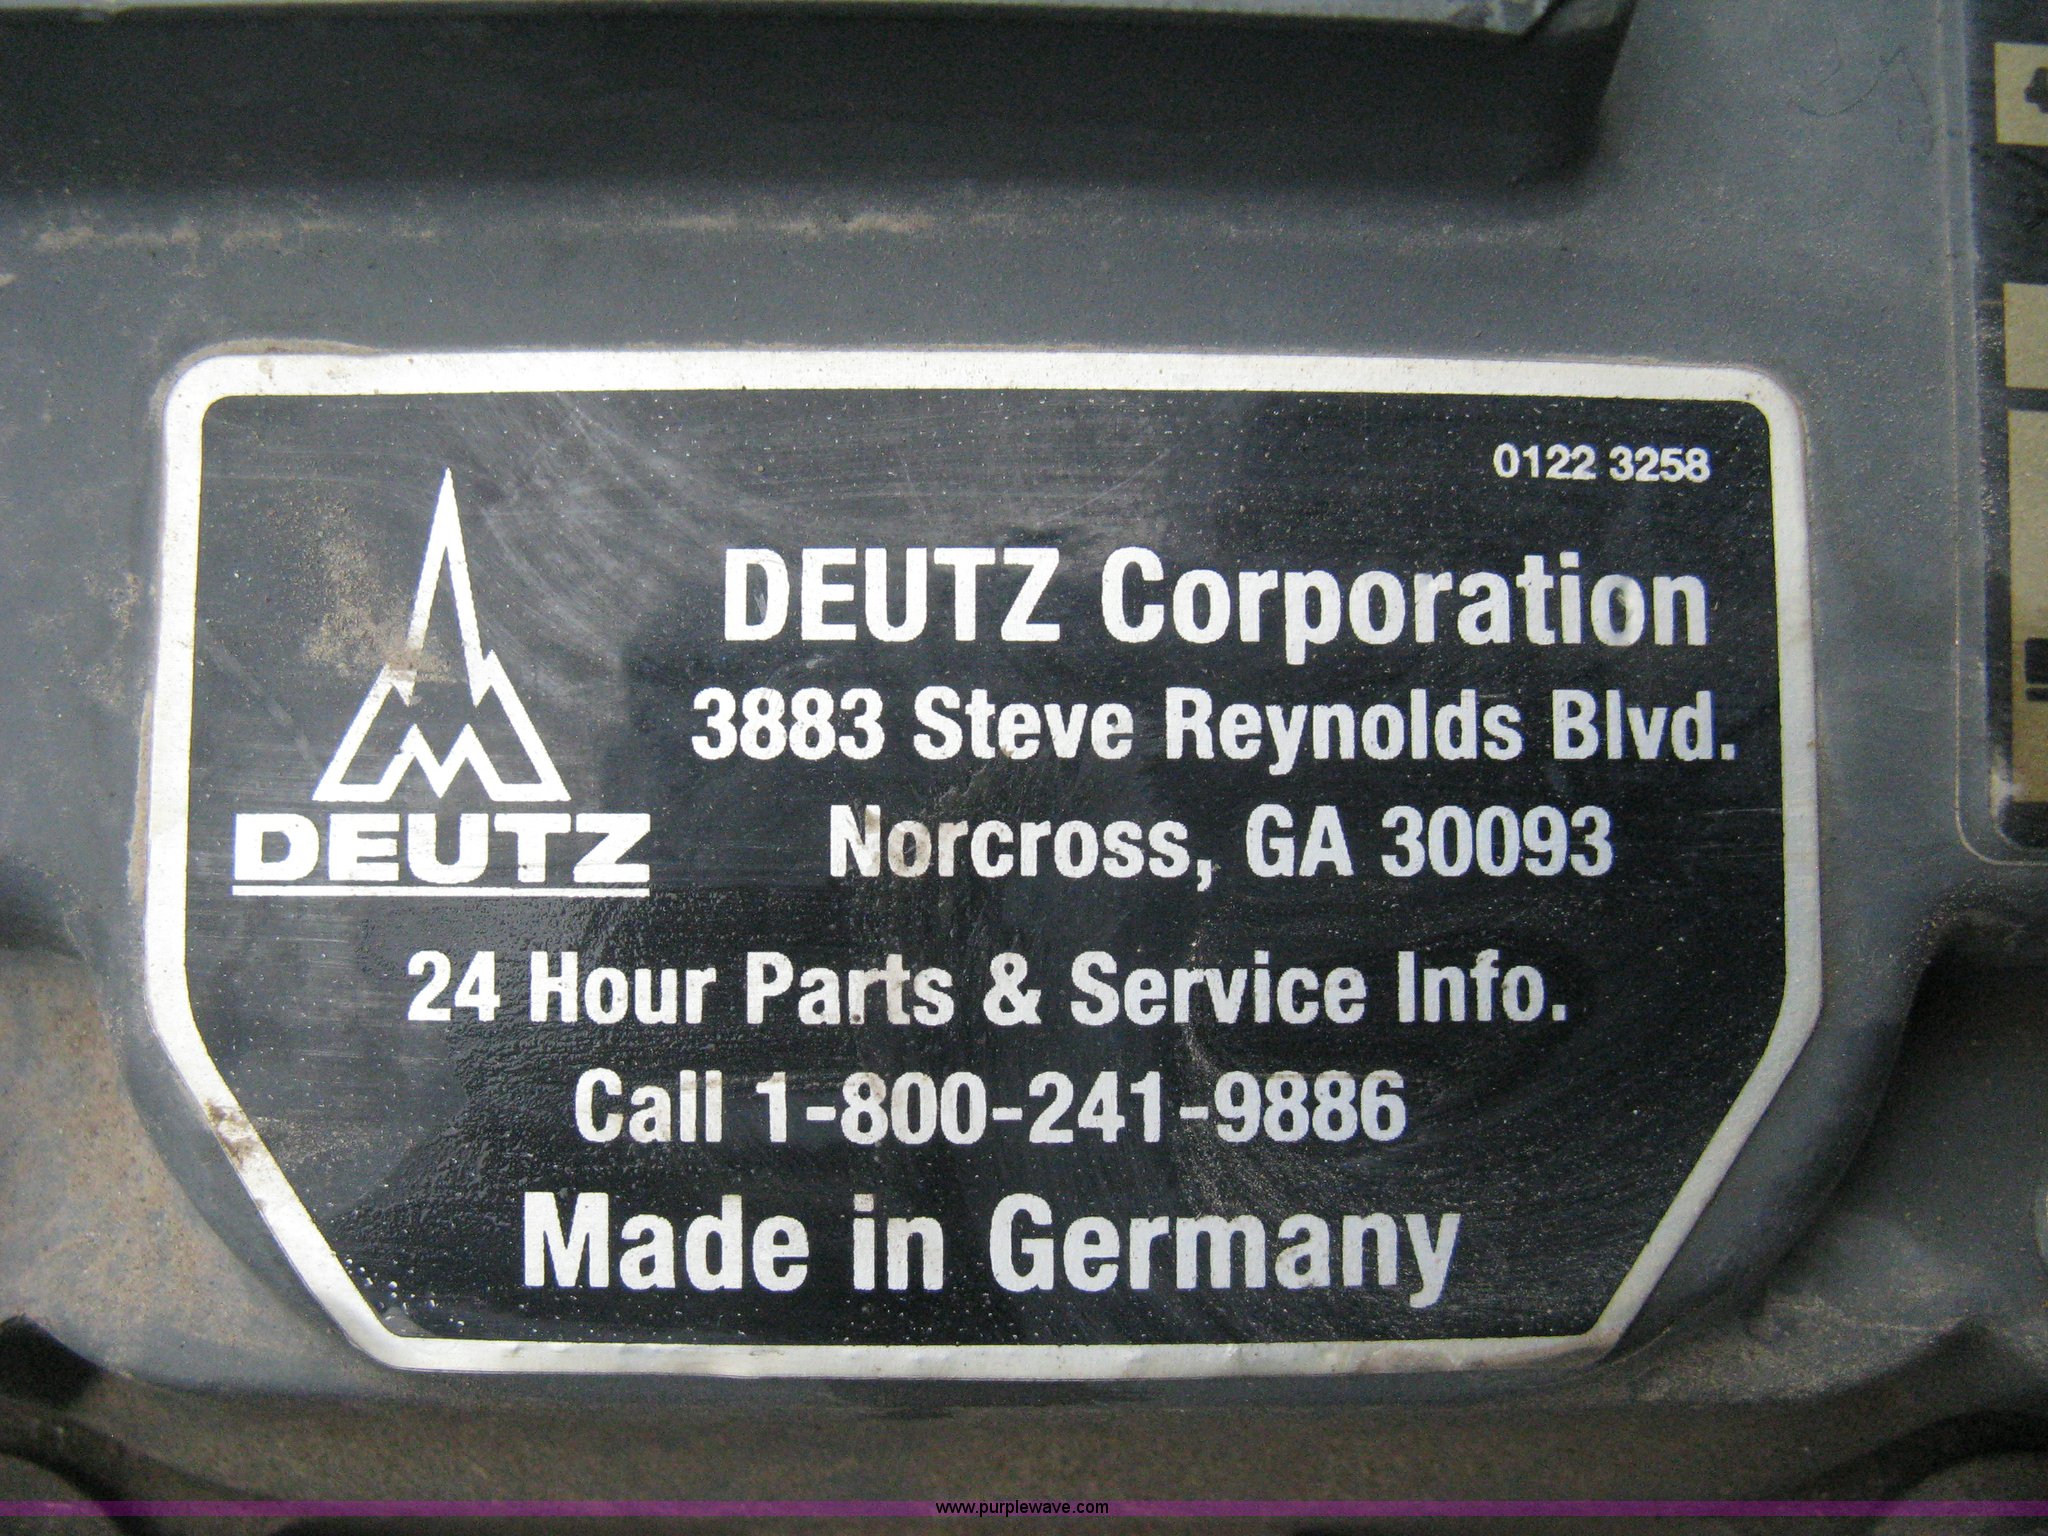 0122 3258
DEUTZ Corporation
3883 Steve Reynolds Blvd.
Norcross, GA 30093
DEUTZ
24 Hour Parts & Service Info.
Call 1-800-241-9886
Made in Germany
www.purplewave.com